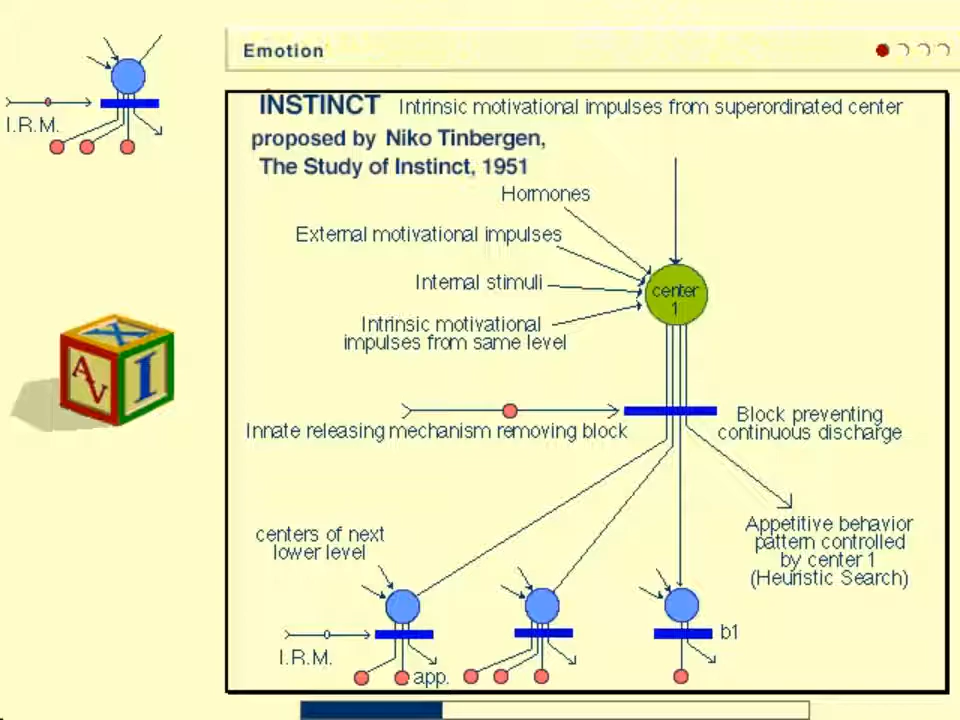 Emotion
I.R.M.
INSTINCT Intrinsic motivational impulses from superordinated center
proposed by Niko Tinbergen,
The Study of Instinct, 1951
Hormones
External motivational impulses
Internal stimuli
center
1
Intrinsic motivational
impulses from same level
Innate releasing mechanism removing block
Block preventing
continuous discharge
A
V
X
I
centers of next
lower level
Appetitive behavior
pattern controlled
by center 1
(Heuristic Search)
b1
I.R.M.
app.